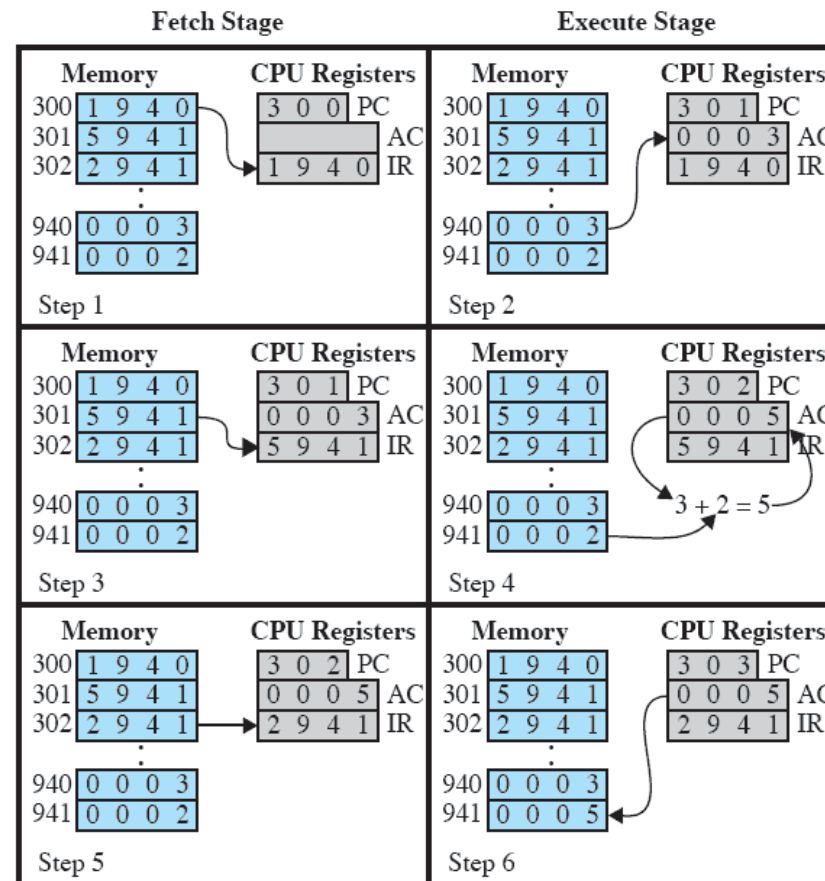 Fetch Stage Execute Stage
Memory CPU Registers
300 1 9 4 0 3 0 0 PC
301 5 9 4 1 AC
302 2 9 4 1 1 9 4 0 IR
940 0 0 0 3
941 0 0 0 2
Step 1
Memory CPU Registers
300 1 9 4 0 3 0 1 PC
301 5 9 4 1 0 0 0 3 AC
302 2 9 4 1 1 9 4 0 IR
940 0 0 0 3
941 0 0 0 2
Step 2
Memory CPU Registers
300 1 9 4 0 3 0 1 PC
301 5 9 4 1 0 0 0 3 AC
302 2 9 4 1 5 9 4 1 IR
940 0 0 0 3
941 0 0 0 2
Step 3
Memory CPU Registers
300 1 9 4 0 3 0 2 PC
301 5 9 4 1 0 0 0 5 AC
302 2 9 4 1 5 9 4 1 IR
940 0 0 0 3 3 + 2 = 5
941 0 0 0 2
Step 4
Memory CPU Registers
300 1 9 4 0 3 0 2 PC
301 5 9 4 1 0 0 0 5 AC
302 2 9 4 1 2 9 4 1 IR
940 0 0 0 3
941 0 0 0 2
Step 5
Memory CPU Registers
300 1 9 4 0 3 0 3 PC
301 5 9 4 1 0 0 0 5 AC
302 2 9 4 1 2 9 4 1 IR
940 0 0 0 3
941 0 0 0 5
Step 6